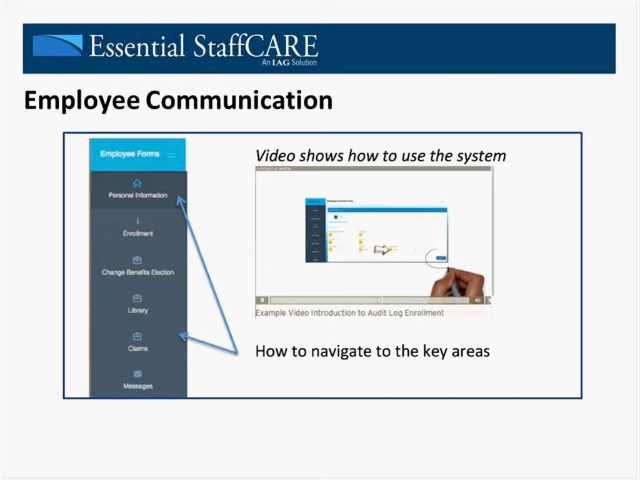 Essential StaffCARE
An IAG Solution
Employee Communication
Employee Forms
Personal Information
Enrollment
Change Benefits Election
Library
Claims
Messages
Video shows how to use the system
Example Video Introduction to Audit Log Enrollment
How to navigate to the key areas